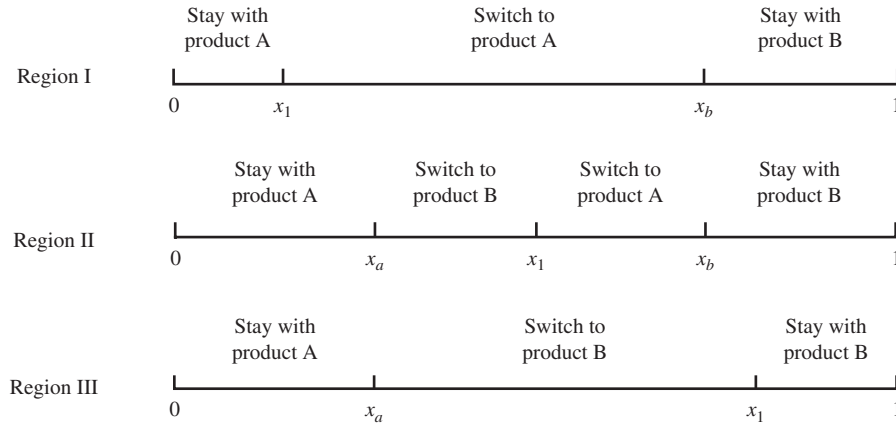 Stay with
product A
Switch to
product A
Stay with
product B
Region I
0
x1
xb
1
Stay with
product A
Switch to
product B
Switch to
product A
Stay with
product B
Region II
0
xa
x1
xb
1
Stay with
product A
Switch to
product B
Stay with
product B
Region III
0
xa
x1
1